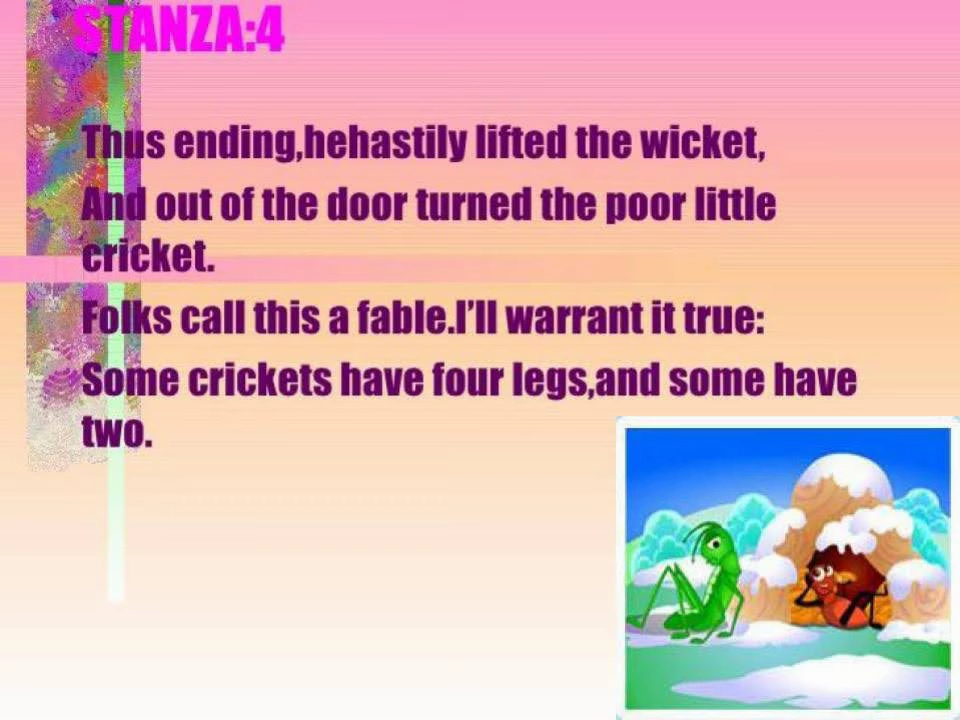 STANZA:4
Thus ending,hehastily lifted the wicket,
And out of the door turned the poor little
cricket.
Folks call this a fable.I’ll warrant it true:
Some crickets have four legs,and some have
two.